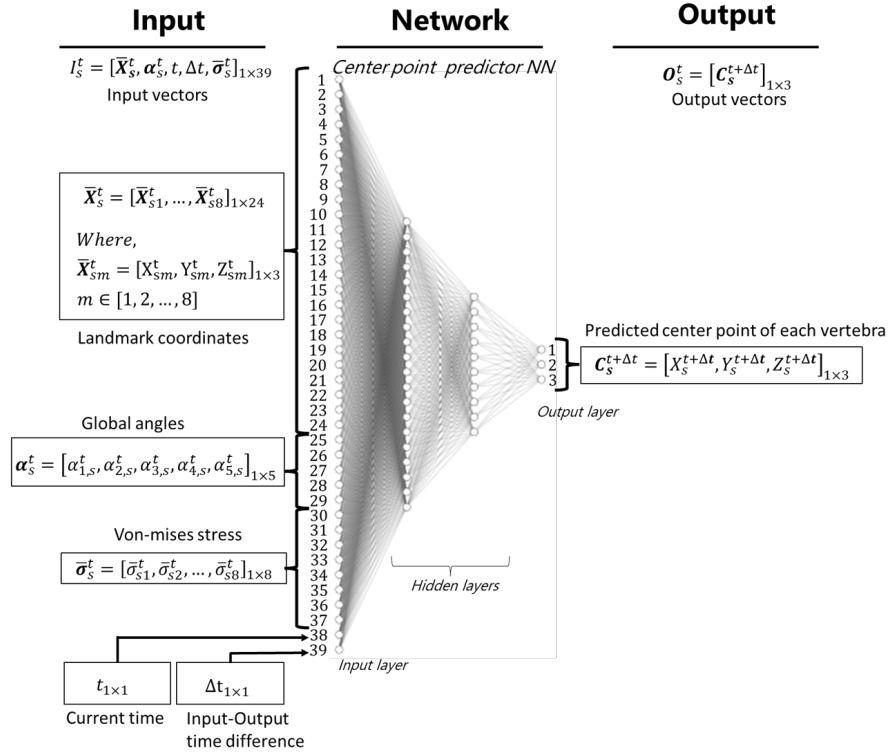 Input
Network
Output
I_s^t = [X̅_s^t, α_s^t, t, Δt, σ̅_s^t]_{1×39}
Input vectors
Center point predictor NN
O_s^t = [C_s^{t+Δt}]_{1×3}
Output vectors
X̅_s^t = [X̅_{s1}^t, …, X̅_{s8}^t]_{1×24}
Where,
X̅_{sm}^t = [X_{sm}^t, Y_{sm}^t, Z_{sm}^t]_{1×3}
m ∈ [1, 2, …, 8]
Landmark coordinates
Global angles
α_s^t = [α_{1,s}^t, α_{2,s}^t, α_{3,s}^t, α_{4,s}^t, α_{5,s}^t]_{1×5}
Von-mises stress
σ̅_s^t = [σ̅_{s1}^t, σ̅_{s2}^t, …, σ̅_{s8}^t]_{1×8}
t_{1×1}
Current time
Δt_{1×1}
Input-Output
time difference
1
2
3
4
5
6
7
8
9
10
11
12
13
14
15
16
17
18
19
20
21
22
23
24
25
26
27
28
29
30
31
32
33
34
35
36
37
38
39
Input layer
Hidden layers
1
2
3
Output layer
Predicted center point of each vertebra
C_s^{t+Δt} = [X_s^{t+Δt}, Y_s^{t+Δt}, Z_s^{t+Δt}]_{1×3}